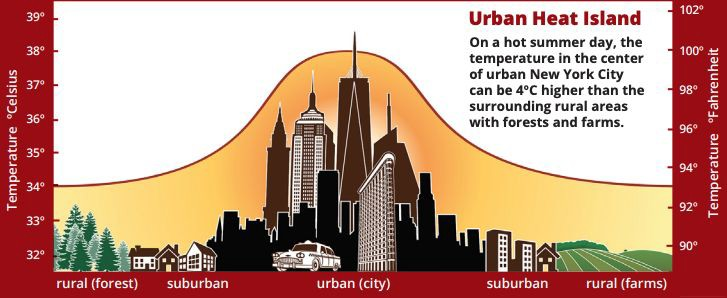 Urban Heat Island
On a hot summer day, the
temperature in the center
of urban New York City
can be 4°C higher than the
surrounding rural areas
with forests and farms.
Temperature °Celsius
39°
38°
37°
36°
35°
34°
33°
32°
102°
100°
98°
96°
94°
92°
90°
Temperature °Fahrenheit
rural (forest) suburban urban (city) suburban rural (farms)